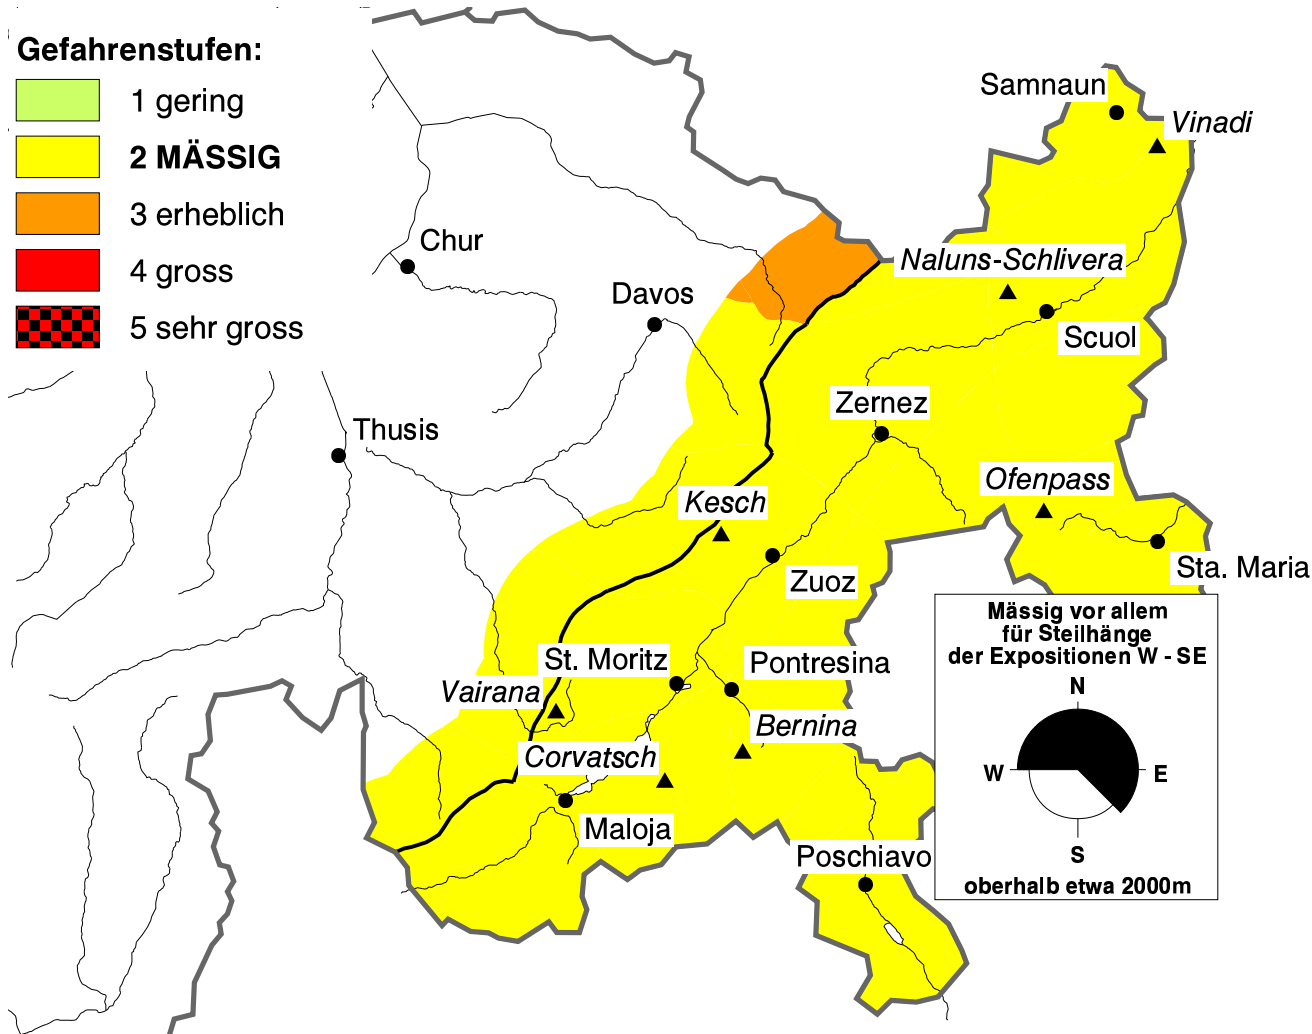 Gefahrenstufen:
1 gering
2 MÄSSIG
3 erheblich
4 gross
5 sehr gross
Samnaun
Vinadi
Chur
Naluns-Schlivera
Davos
Scuol
Zernez
Thusis
Ofenpass
Kesch
Zuoz
Sta. Maria
St. Moritz
Pontresina
Vairana
Bernina
Corvatsch
Maloja
Poschiavo
Mässig vor allem
für Steilhänge
der Expositionen W - SE
N
W
E
S
oberhalb etwa 2000m